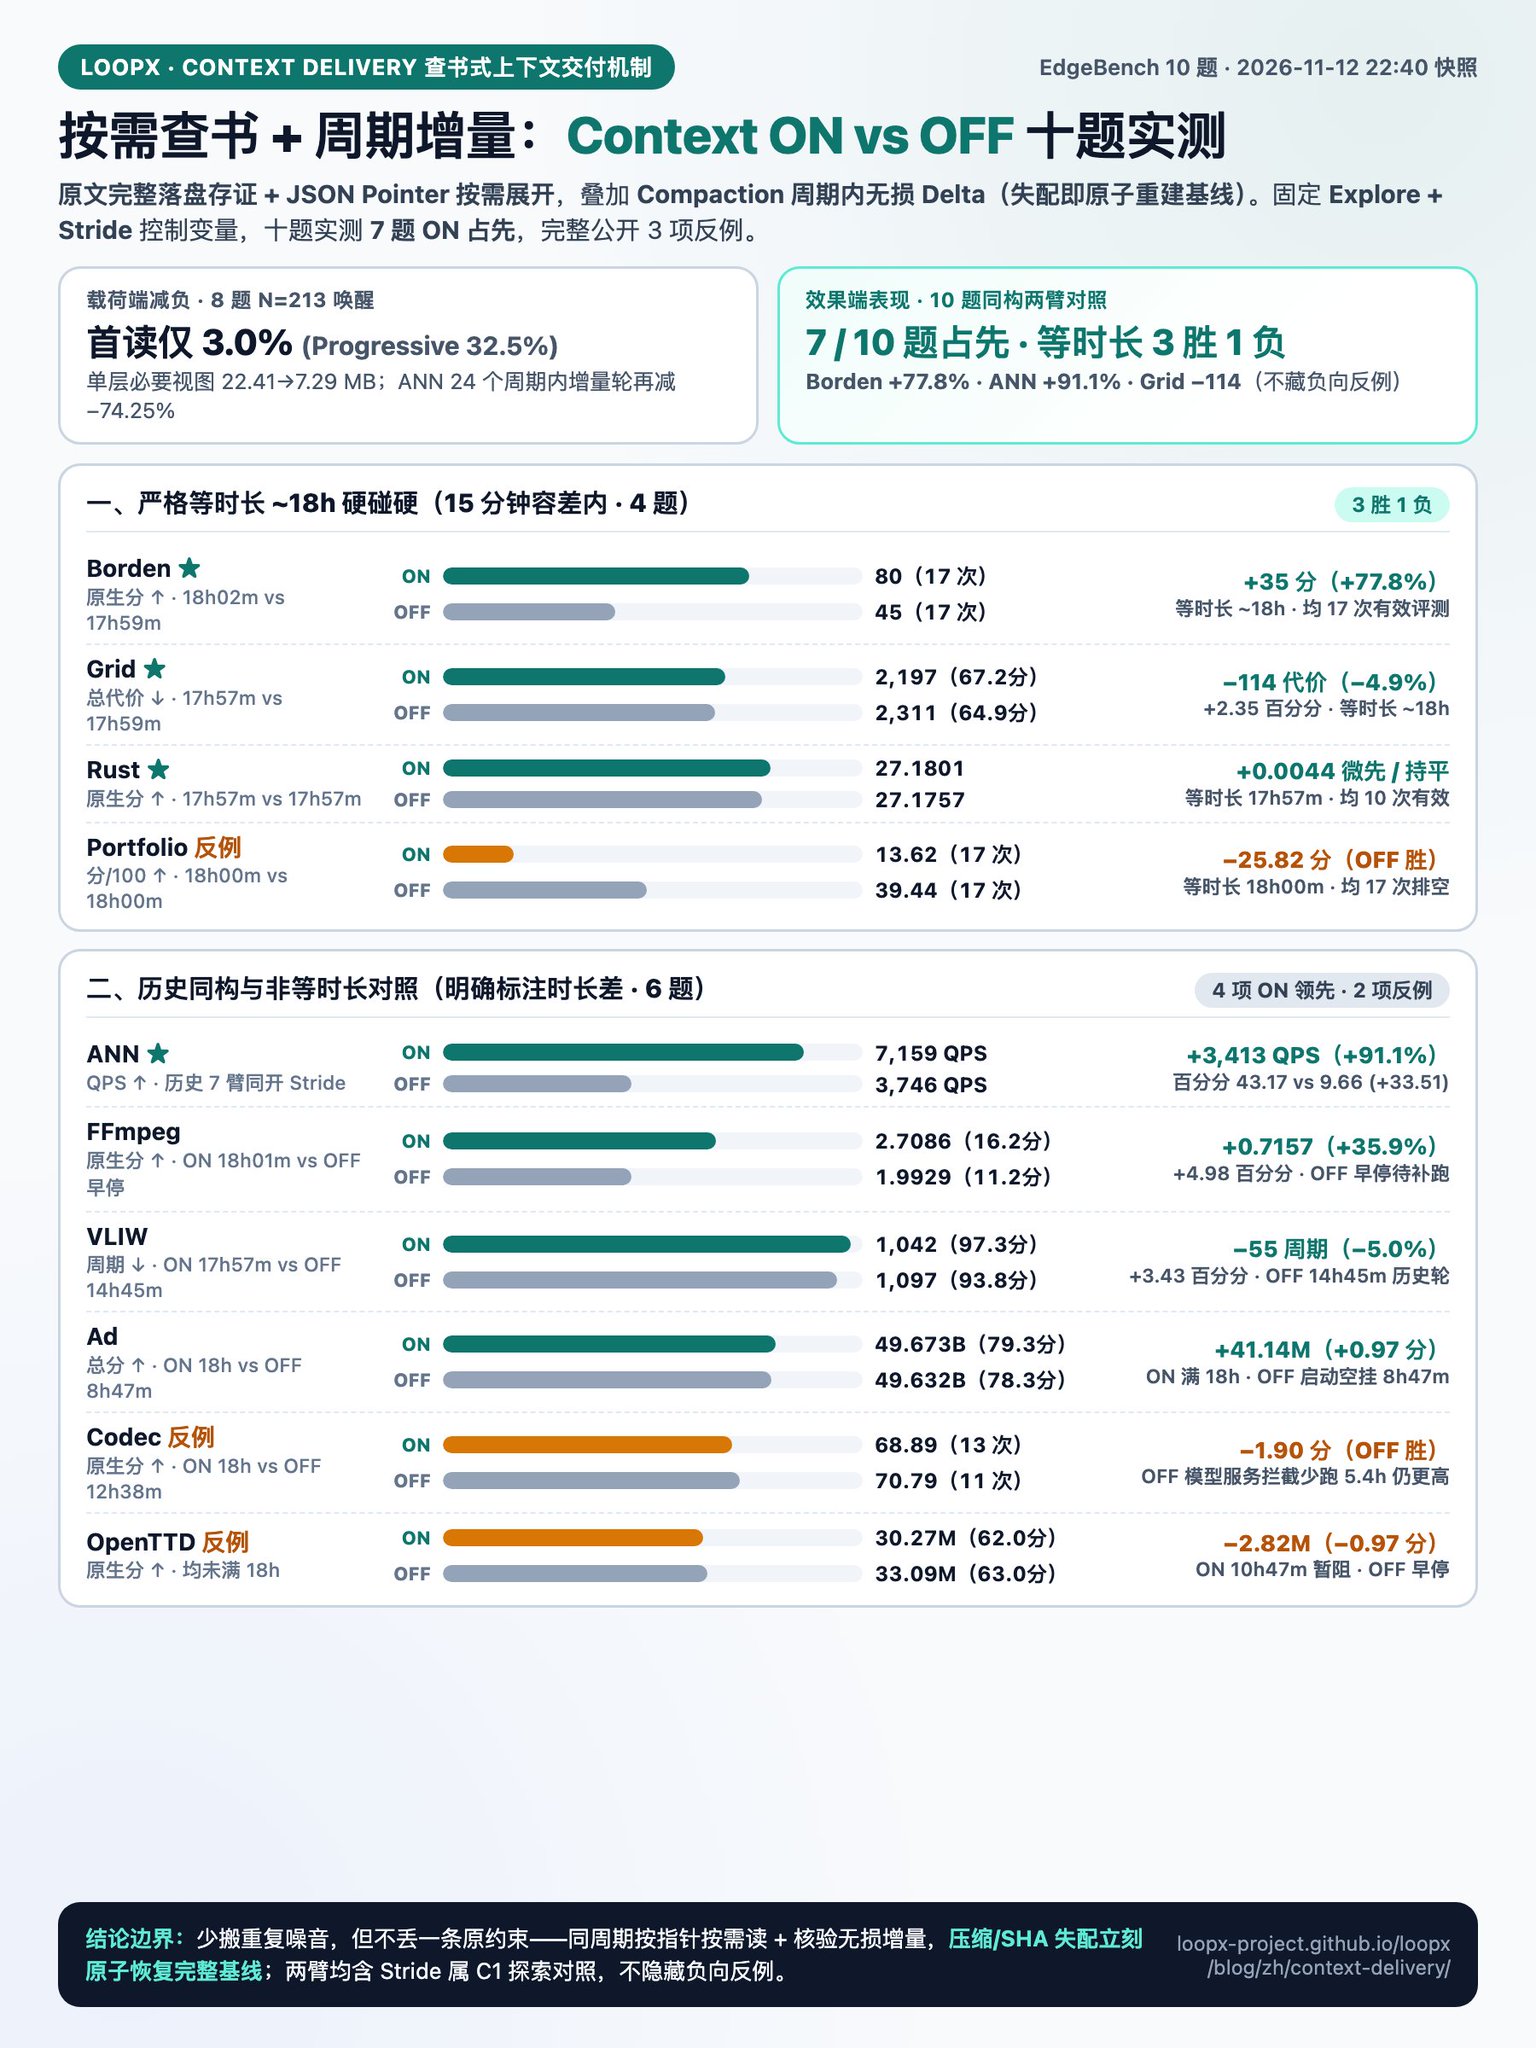 LOOPX · CONTEXT DELIVERY 查书式上下文交付机制
EdgeBench 10 题 · 2026-11-12 22:40 快照
按需查书 + 周期增量：Context ON vs OFF 十题实测
原文完整落盘存证 + JSON Pointer 按需展开，叠加 Compaction 周期内无损 Delta（失配即原子重建基线）。固定 Explore +
Stride 控制变量，十题实测 7 题 ON 占先，完整公开 3 项反例。
载荷端减负 · 8 题 N=213 唤醒
首读仅 3.0% (Progressive 32.5%)
单层必要视图 22.41→7.29 MB；ANN 24 个周期内增量轮再减
−74.25%
效果端表现 · 10 题同构两臂对照
7 / 10 题占先 · 等时长 3 胜 1 负
Borden +77.8% · ANN +91.1% · Grid −114（不藏负向反例）
一、严格等时长 ~18h 硬碰硬（15 分钟容差内 · 4 题）
3 胜 1 负
Borden ★
原生分 ↑ · 18h02m vs
17h59m
ON
80（17 次）
OFF
45（17 次）
+35 分（+77.8%）
等时长 ~18h · 均 17 次有效评测
Grid ★
总代价 ↓ · 17h57m vs
17h59m
ON
2,197（67.2分）
OFF
2,311（64.9分）
−114 代价（−4.9%）
+2.35 百分分 · 等时长 ~18h
Rust ★
原生分 ↑ · 17h57m vs 17h57m
ON
27.1801
OFF
27.1757
+0.0044 微先 / 持平
等时长 17h57m · 均 10 次有效
Portfolio 反例
分/100 ↑ · 18h00m vs
18h00m
ON
13.62（17 次）
OFF
39.44（17 次）
−25.82 分（OFF 胜）
等时长 18h00m · 均 17 次排空
二、历史同构与非等时长对照（明确标注时长差 · 6 题）
4 项 ON 领先 · 2 项反例
ANN ★
QPS ↑ · 历史 7 臂同开 Stride
ON
7,159 QPS
OFF
3,746 QPS
+3,413 QPS（+91.1%）
百分分 43.17 vs 9.66 (+33.51)
FFmpeg
原生分 ↑ · ON 18h01m vs OFF
早停
ON
2.7086（16.2分）
OFF
1.9929（11.2分）
+0.7157（+35.9%）
+4.98 百分分 · OFF 早停待补跑
VLIW
周期 ↓ · ON 17h57m vs OFF
14h45m
ON
1,042（97.3分）
OFF
1,097（93.8分）
−55 周期（−5.0%）
+3.43 百分分 · OFF 14h45m 历史轮
Ad
总分 ↑ · ON 18h vs OFF
8h47m
ON
49.673B（79.3分）
OFF
49.632B（78.3分）
+41.14M（+0.97 分）
ON 满 18h · OFF 启动空挂 8h47m
Codec 反例
原生分 ↑ · ON 18h vs OFF
12h38m
ON
68.89（13 次）
OFF
70.79（11 次）
−1.90 分（OFF 胜）
OFF 模型服务拦截少跑 5.4h 仍更高
OpenTTD 反例
原生分 ↑ · 均未满 18h
ON
30.27M（62.0分）
OFF
33.09M（63.0分）
−2.82M（−0.97 分）
ON 10h47m 暂阻 · OFF 早停
结论边界：少搬重复噪音，但不丢一条原约束——同周期按指针按需读 + 核验无损增量，压缩/SHA 失配立刻
原子恢复完整基线；两臂均含 Stride 属 C1 探索对照，不隐藏负向反例。
loopx-project.github.io/loopx
/blog/zh/context-delivery/